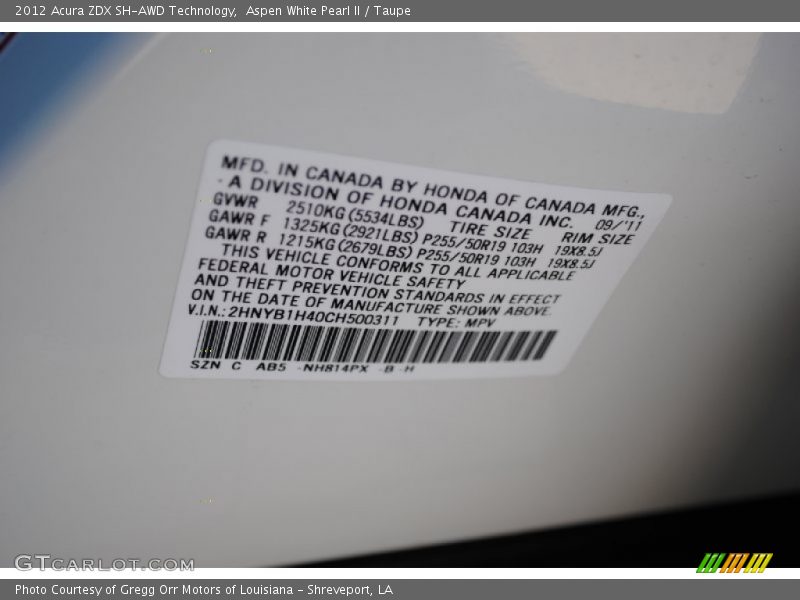 2012 Acura ZDX SH-AWD Technology, Aspen White Pearl II / Taupe
MFD. IN CANADA BY HONDA OF CANADA MFG.,
- A DIVISION OF HONDA CANADA INC. 09/'11
GVWR 2510KG (5534LBS) TIRE SIZE RIM SIZE
GAWR F 1325KG (2921LBS) P255/50R19 103H 19X8.5J
GAWR R 1215KG (2679LBS) P255/50R19 103H 19X8.5J
THIS VEHICLE CONFORMS TO ALL APPLICABLE
FEDERAL MOTOR VEHICLE SAFETY
AND THEFT PREVENTION STANDARDS IN EFFECT
ON THE DATE OF MANUFACTURE SHOWN ABOVE.
V.I.N.: 2HNYB1H40CH500311 TYPE: MPV
SZN C AB5 -NH814PX -B -H
GTCARLOT.COM
Photo Courtesy of Gregg Orr Motors of Louisiana - Shreveport, LA